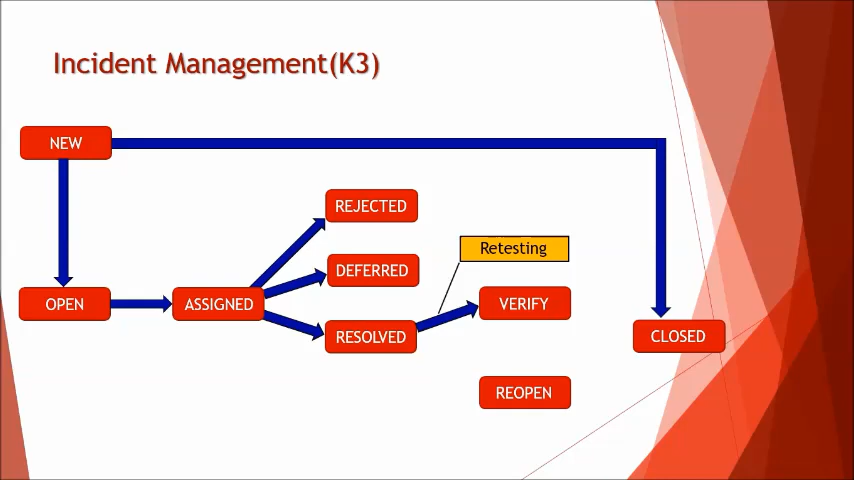 Incident Management(K3)
NEW
REJECTED
Retesting
DEFERRED
OPEN
ASSIGNED
VERIFY
RESOLVED
CLOSED
REOPEN